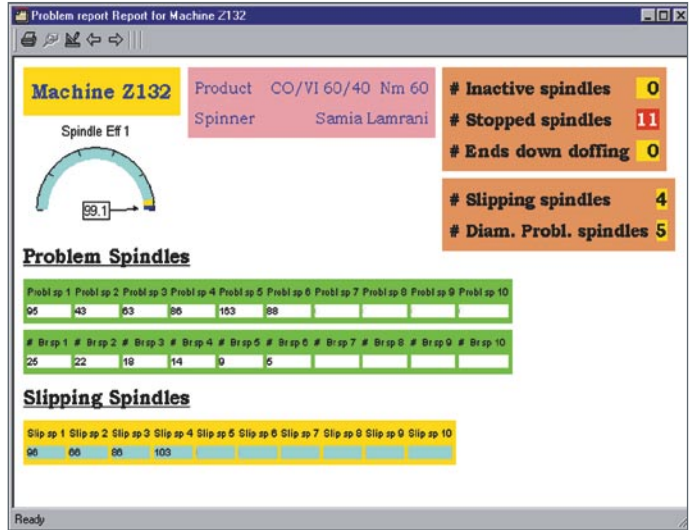 Problem report Report for Machine Z132
Machine Z132
Product CO/VI 60/40 Nm 60
Spinner Samia Lamrani
# Inactive spindles 0
# Stopped spindles 11
# Ends down doffing 0
Spindle Eff 1
99.1
# Slipping spindles 4
# Diam. Probl. spindles 5
Problem Spindles
Probl sp 1 Probl sp 2 Probl sp 3 Probl sp 4 Probl sp 5 Probl sp 6 Probl sp 7 Probl sp 8 Probl sp 9 Probl sp 10
95 43 63 86 153 88
# Br sp 1 # Br sp 2 # Br sp 3 # Br sp 4 # Br sp 5 # Br sp 6 # Br sp 7 # Br sp 8 # Br sp 9 # Br sp 10
25 22 18 14 9 5
Slipping Spindles
Slip sp 1 Slip sp 2 Slip sp 3 Slip sp 4 Slip sp 5 Slip sp 6 Slip sp 7 Slip sp 8 Slip sp 9 Slip sp 10
66 86 103
Ready